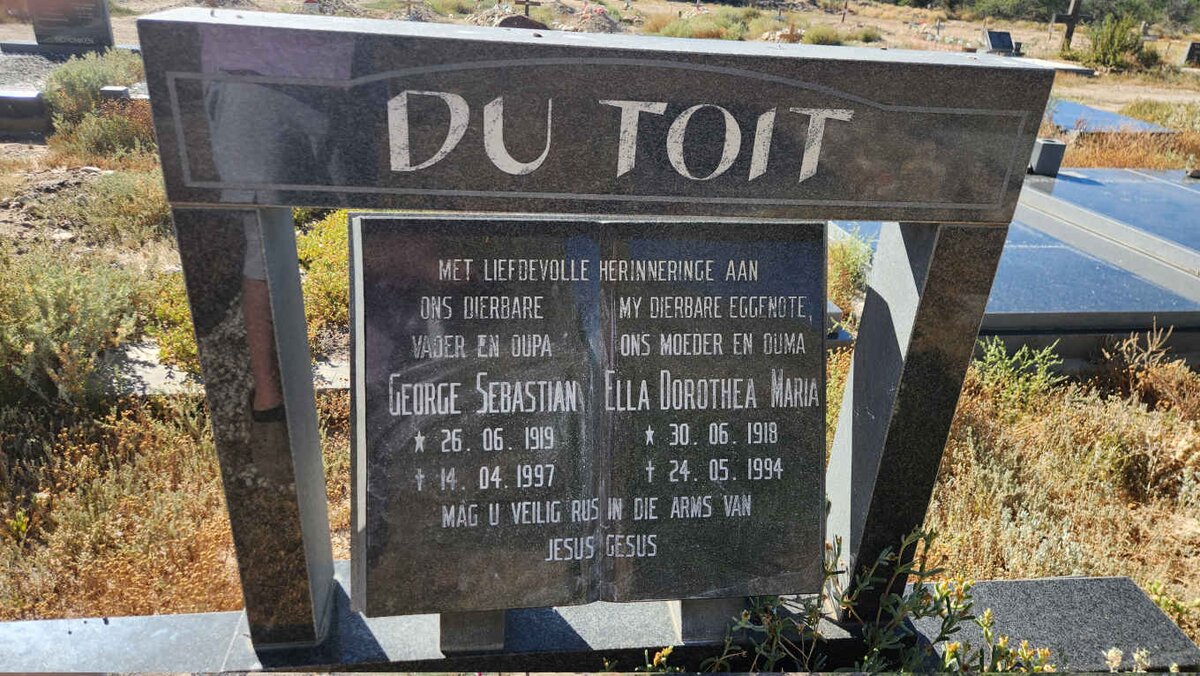 DU TOIT
MET LIEFDEVOLLE HERINNERINGE AAN
ONS DIERBARE
VADER EN OUPA
GEORGE SEBASTIAN
★ 26. 06. 1919
† 14. 04. 1997
MY DIERBARE EGGENOTE,
ONS MOEDER EN OUMA
ELLA DOROTHEA MARIA
★ 30. 06. 1918
† 24. 05. 1994
MAG U VEILIG RUS IN DIE ARMS VAN
JESUS GESUS